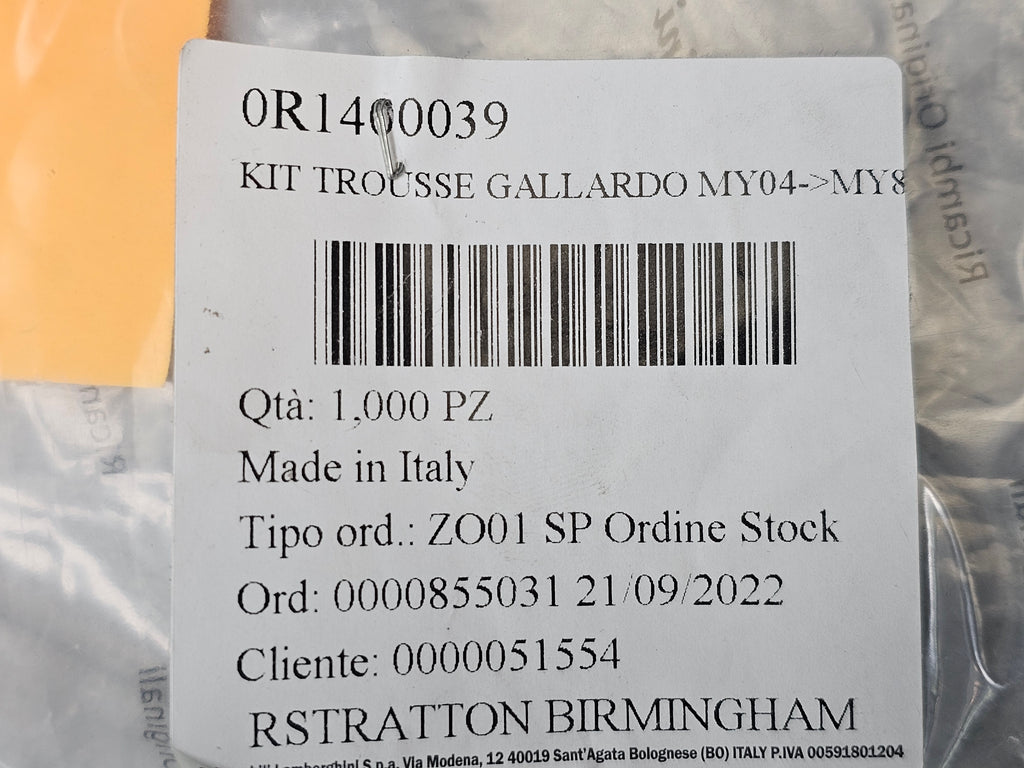 0R1400039
KIT TROUSSE GALLARDO MY04->MY8
Qtà: 1,000 PZ
Made in Italy
Tipo ord.: ZO01 SP Ordine Stock
Ord: 0000855031 21/09/2022
Cliente: 0000051554
RSTRATTON BIRMINGHAM
Lamborghini S.p.a. Via Modena, 12 40019 Sant'Agata Bolognese (BO) ITALY P.IVA 00591801204
Ricambi Origina